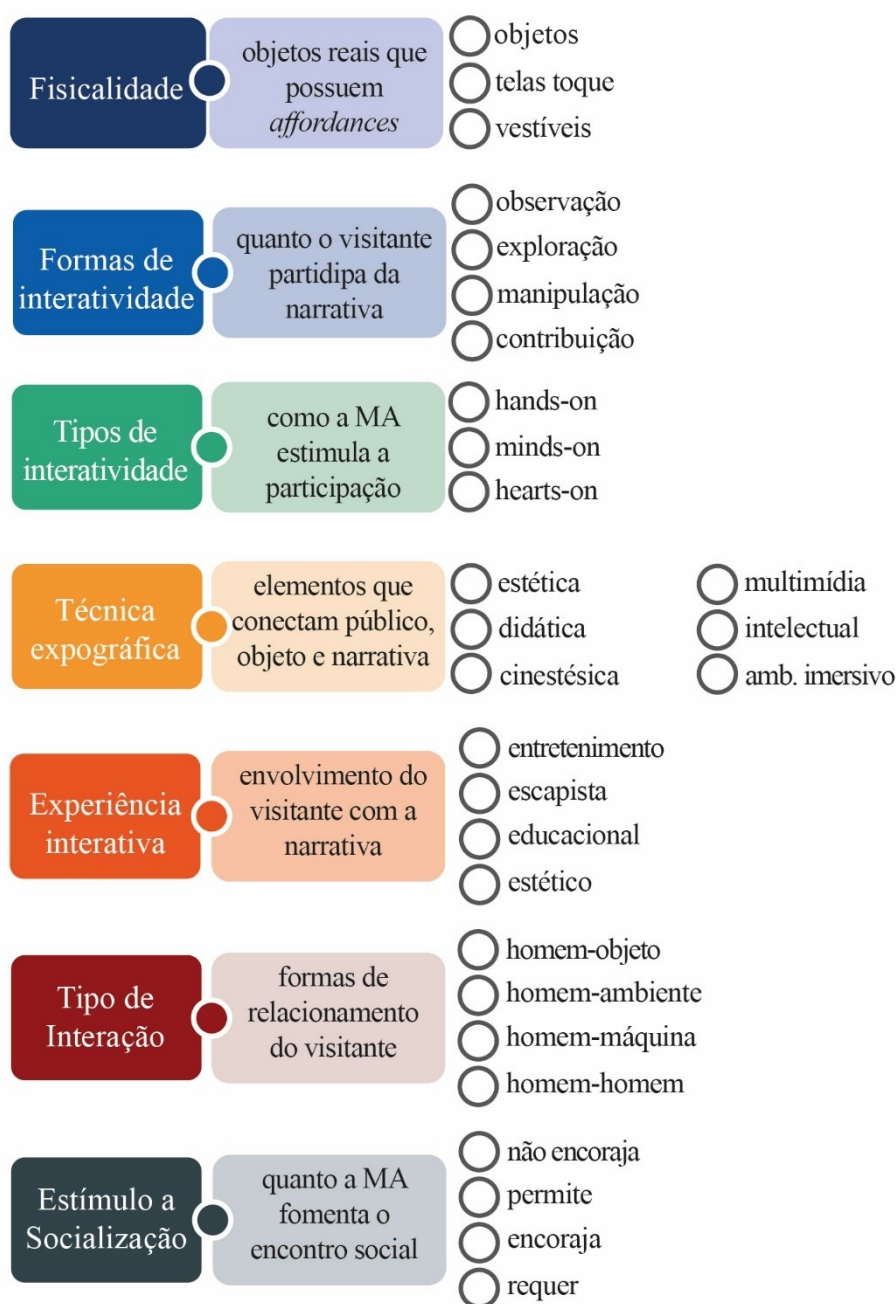 Fisicalidade
objetos reais que
possuem
affordances
objetos
telas toque
vestíveis
Formas de
interatividade
quanto o visitante
partidipa da
narrativa
observação
exploração
manipulação
contribuição
Tipos de
interatividade
como a MA
estimula a
participação
hands-on
minds-on
hearts-on
Técnica
expográfica
elementos que
conectam público,
objeto e narrativa
estética
didática
cinestésica
multimídia
intelectual
amb. imersivo
Experiência
interativa
envolvimento do
visitante com a
narrativa
entretenimento
escapista
educacional
estético
Tipo de
Interação
formas de
relacionamento
do visitante
homem-objeto
homem-ambiente
homem-máquina
homem-homem
Estímulo a
Socialização
quanto a MA
fomenta o
encontro social
não encoraja
permite
encoraja
requer